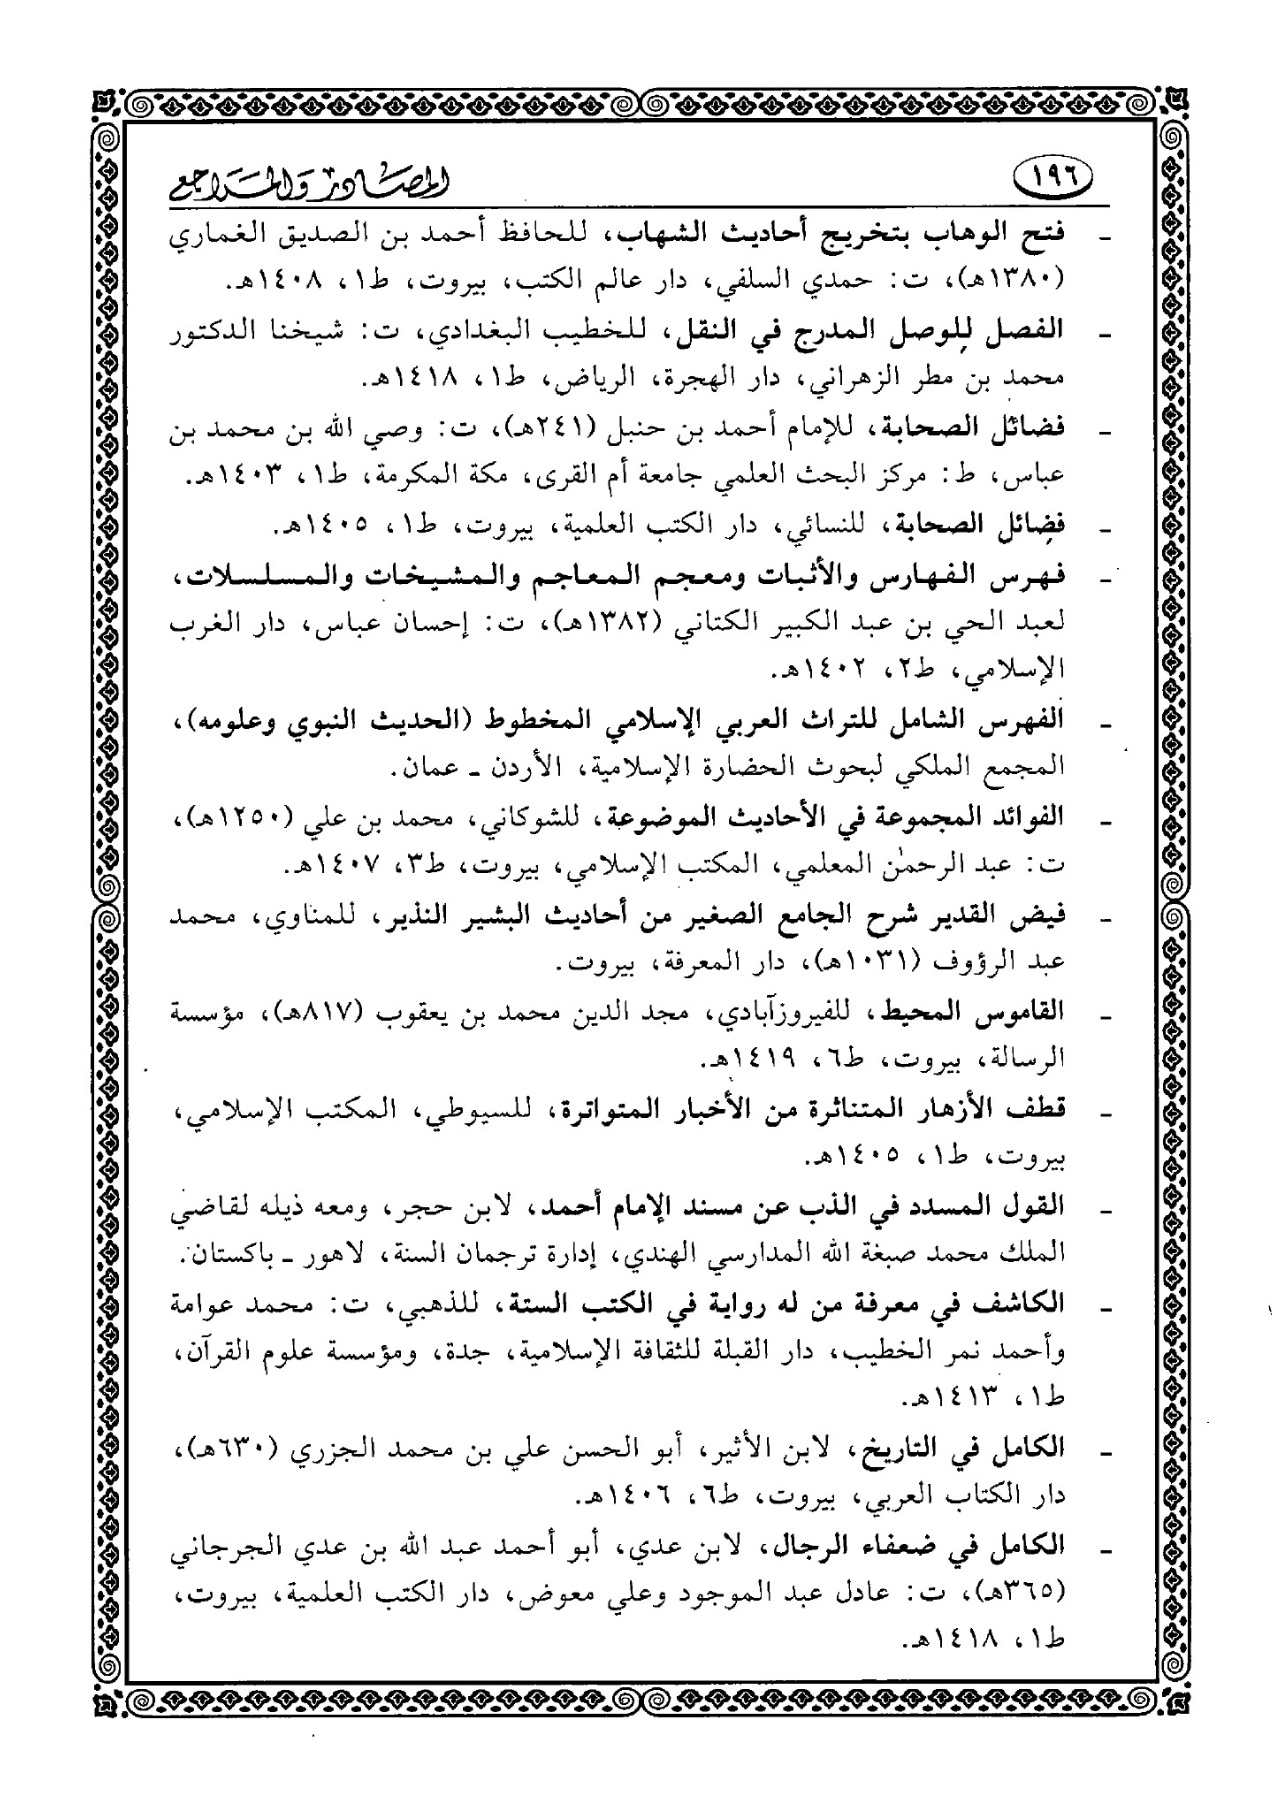 ١٩٦
المصادر والمراجع
- فتح الوهاب بتخريج أحاديث الشهاب، للحافظ أحمد بن الصديق الغماري
(١٣٨٠هـ)، ت: حمدي السلفي، دار عالم الكتب، بيروت، ط١، ١٤٠٨هـ.
- الفصل للوصل المدرج في النقل، للخطيب البغدادي، ت: شيخنا الدكتور
محمد بن مطر الزهراني، دار الهجرة، الرياض، ط١، ١٤١٨هـ.
- فضائل الصحابة، للإمام أحمد بن حنبل (٢٤١هـ)، ت: وصي الله بن محمد بن
عباس، ط: مركز البحث العلمي جامعة أم القرى، مكة المكرمة، ط١، ١٤٠٣هـ.
- فضائل الصحابة، للنسائي، دار الكتب العلمية، بيروت، ط١، ١٤٠٥هـ.
- فهرس الفهارس والأثبات ومعجم المعاجم والمشيخات والمسلسلات،
لعبد الحي بن عبد الكبير الكتاني (١٣٨٢هـ)، ت: إحسان عباس، دار الغرب
الإسلامي، ط٢، ١٤٠٢هـ.
- الفهرس الشامل للتراث العربي الإسلامي المخطوط (الحديث النبوي وعلومه)،
المجمع الملكي لبحوث الحضارة الإسلامية، الأردن - عمان.
- الفوائد المجموعة في الأحاديث الموضوعة، للشوكاني، محمد بن علي (١٢٥٠هـ)،
ت: عبد الرحمٰن المعلمي، المكتب الإسلامي، بيروت، ط٣، ١٤٠٧هـ.
- فيض القدير شرح الجامع الصغير من أحاديث البشير النذير، للمناوي، محمد
عبد الرؤوف (١٠٣١هـ)، دار المعرفة، بيروت.
- القاموس المحيط، للفيروزآبادي، مجد الدين محمد بن يعقوب (٨١٧هـ)، مؤسسة
الرسالة، بيروت، ط٦، ١٤١٩هـ.
- قطف الأزهار المتناثرة من الأخبار المتواترة، للسيوطي، المكتب الإسلامي،
بيروت، ط١، ١٤٠٥هـ.
- القول المسدد في الذب عن مسند الإمام أحمد، لابن حجر، ومعه ذيله لقاضي
الملك محمد صبغة الله المدارسي الهندي، إدارة ترجمان السنة، لاهور - باكستان.
- الكاشف في معرفة من له رواية في الكتب الستة، للذهبي، ت: محمد عوامة
وأحمد نمر الخطيب، دار القبلة للثقافة الإسلامية، جدة، ومؤسسة علوم القرآن،
ط١، ١٤١٣هـ.
- الكامل في التاريخ، لابن الأثير، أبو الحسن علي بن محمد الجزري (٦٣٠هـ)،
دار الكتاب العربي، بيروت، ط٦، ١٤٠٦هـ.
- الكامل في ضعفاء الرجال، لابن عدي، أبو أحمد عبد الله بن عدي الجرجاني
(٣٦٥هـ)، ت: عادل عبد الموجود وعلي معوض، دار الكتب العلمية، بيروت،
ط١، ١٤١٨هـ.